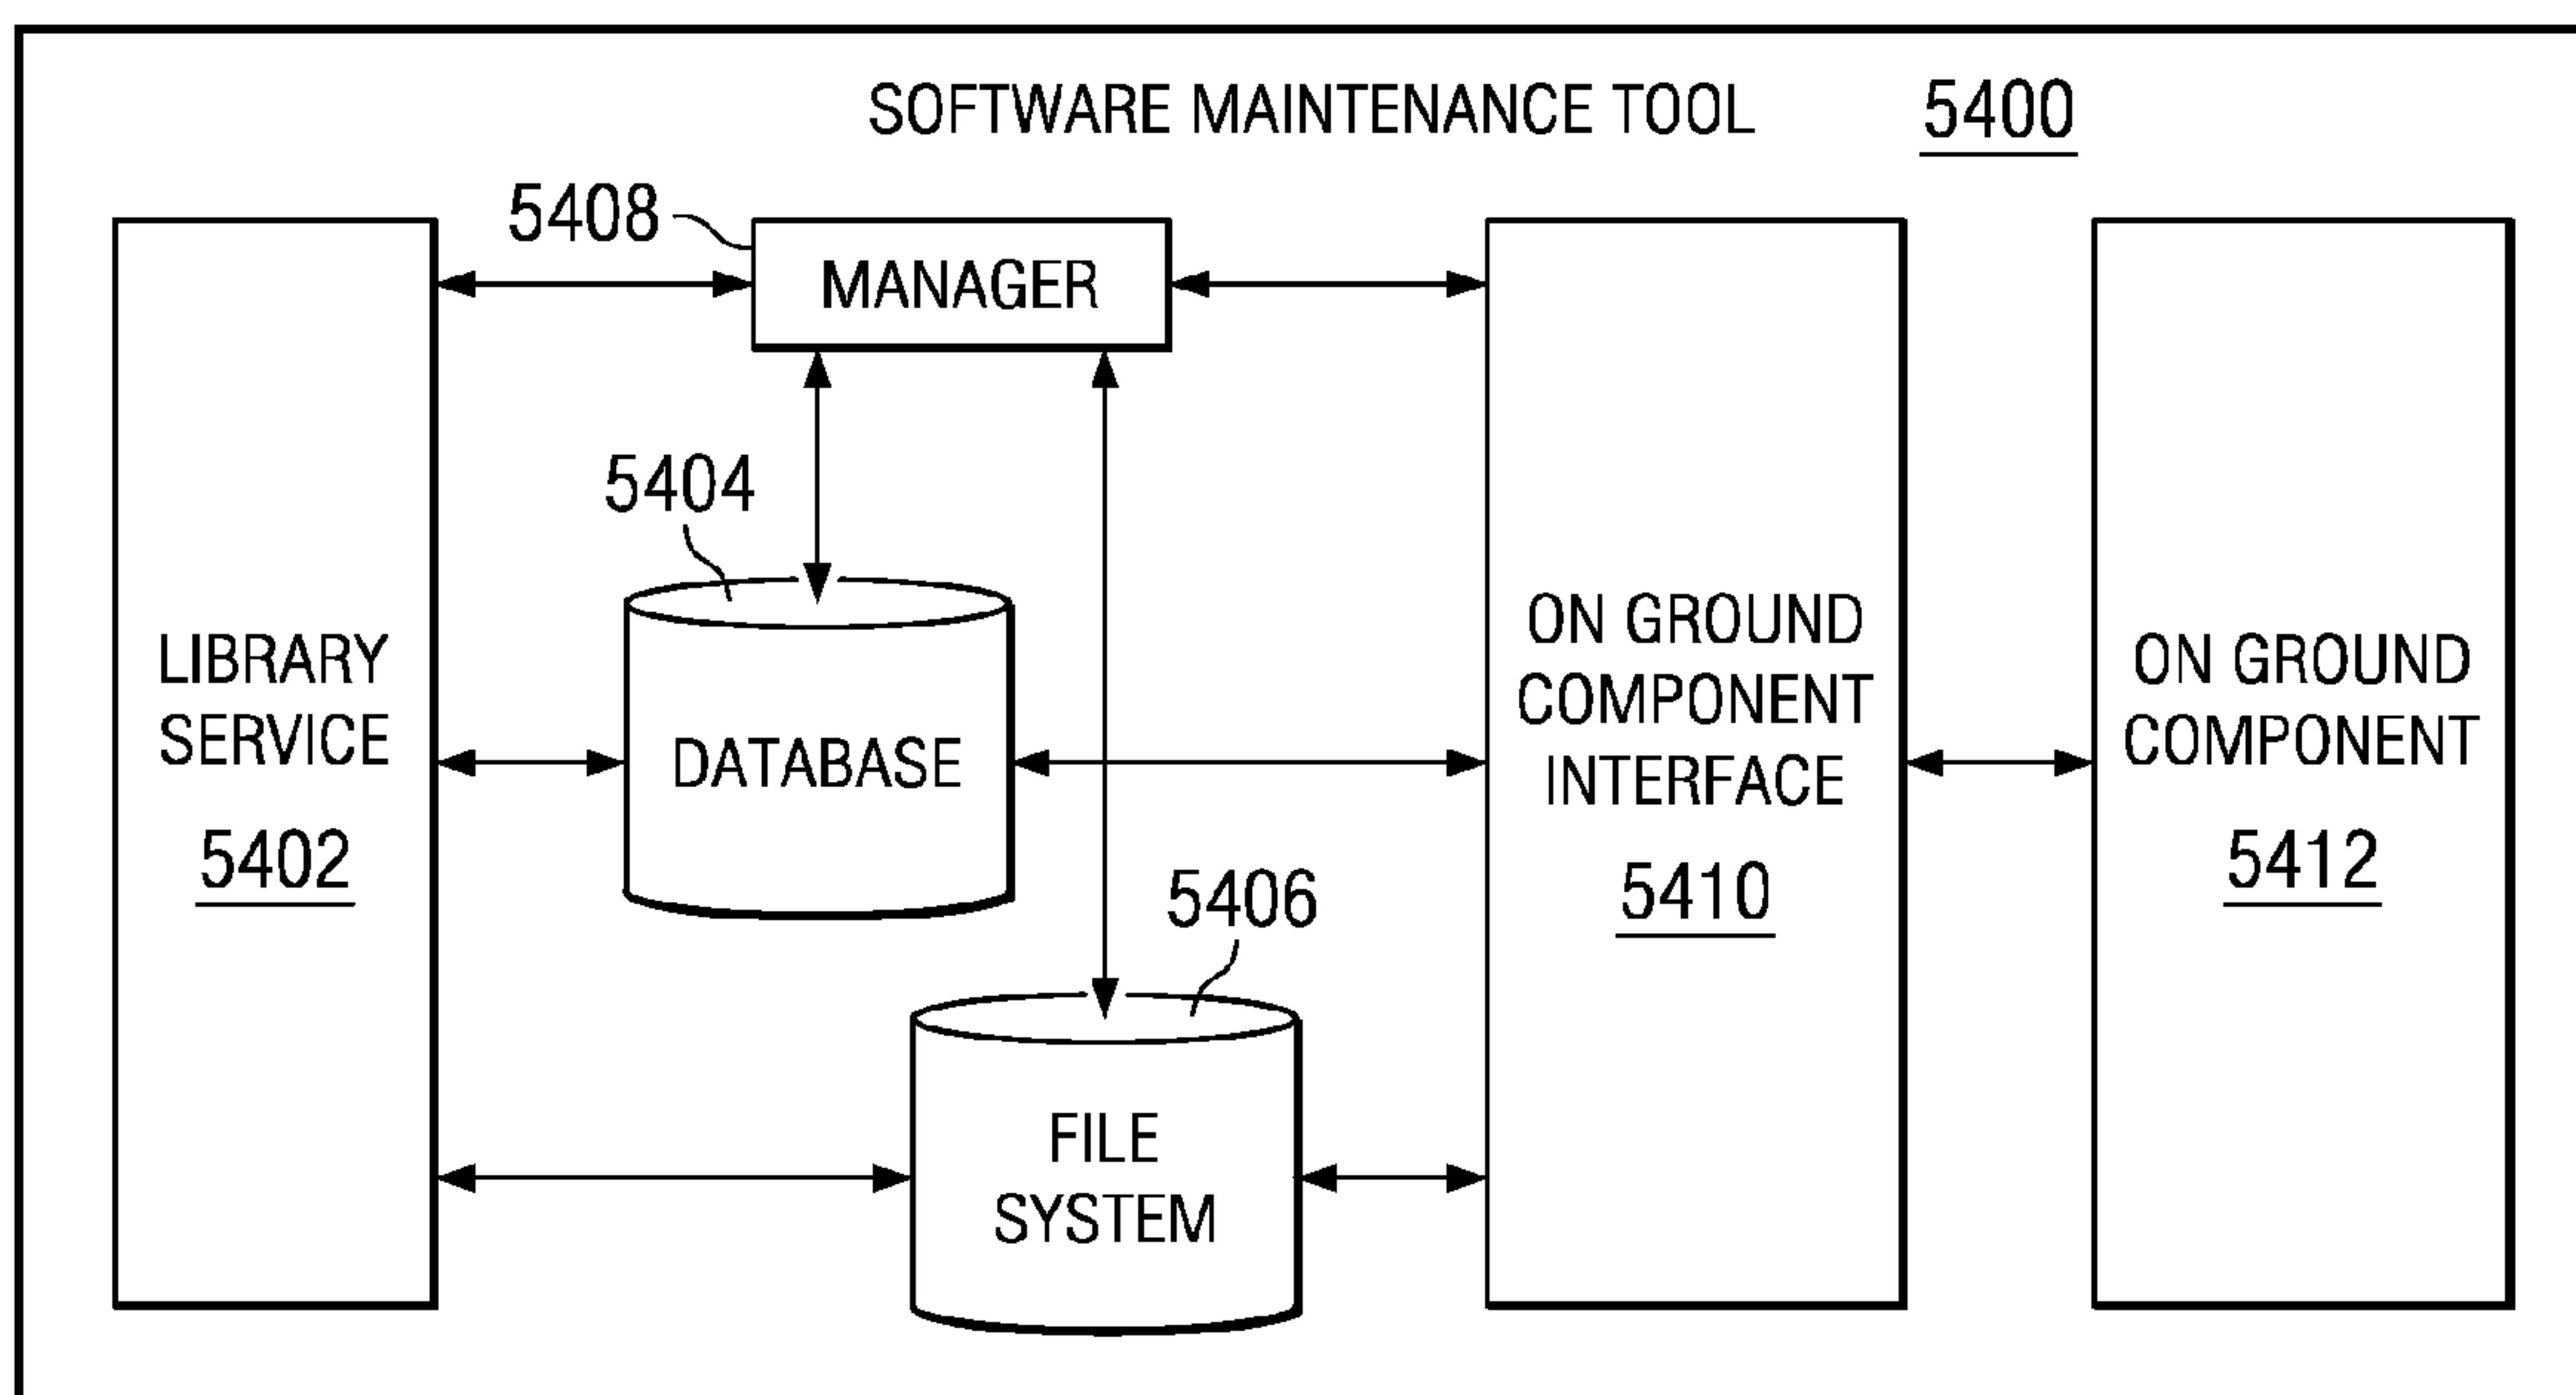 SOFTWARE MAINTENANCE TOOL 5400
5408
MANAGER
5404
LIBRARY
SERVICE
5402
DATABASE
5406
FILE
SYSTEM
ON GROUND
COMPONENT
INTERFACE
5410
ON GROUND
COMPONENT
5412